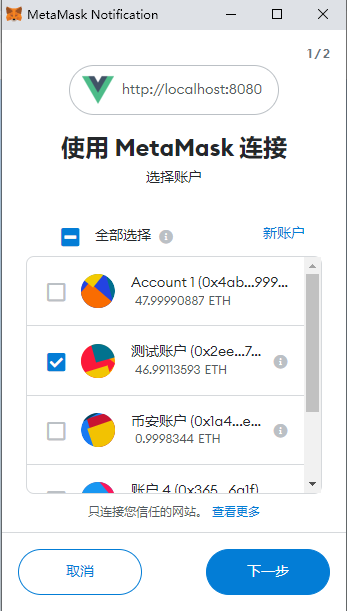 MetaMask Notification
1 / 2
http://localhost:8080
使用 MetaMask 连接
选择账户
全部选择
新账户
Account 1 (0x4ab...999...
47.99990887 ETH
测试账户 (0x2ee...7...
46.99113593 ETH
币安账户 (0x1a4...e...
0.9998344 ETH
账户 4 (0x365...6a1f)
只连接您信任的网站。 查看更多
取消
下一步